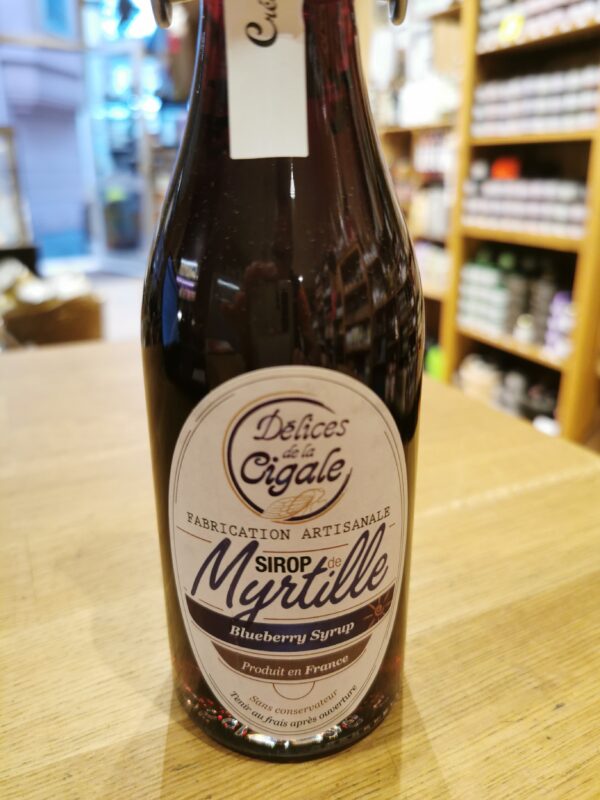 Cré
Délices
de la
Cigale
FABRICATION ARTISANALE
SIROP de
Myrtille
Blueberry Syrup
Produit en France
Sans conservateur
Tenir au frais après ouverture